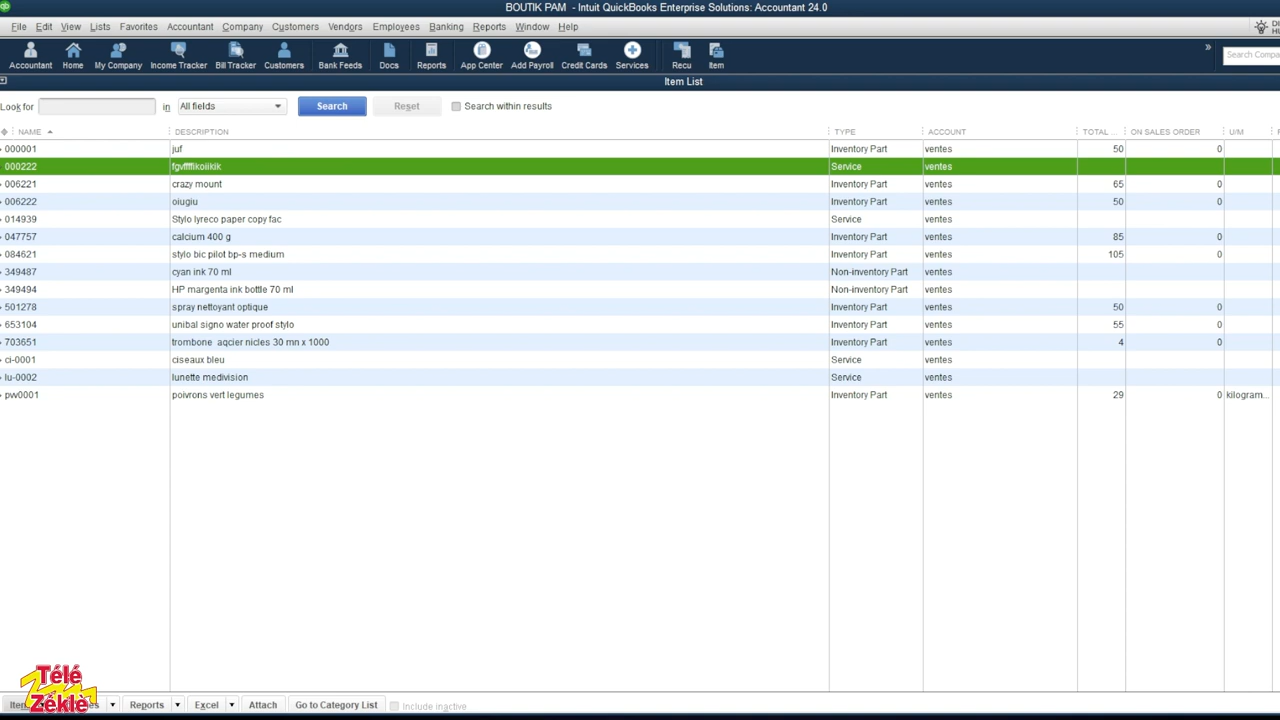 BOUTIK PAM - Intuit QuickBooks Enterprise Solutions: Accountant 24.0
File Edit View Lists Favorites Accountant Company Customers Vendors Employees Banking Reports Window Help
Accountant Home My Company Income Tracker Bill Tracker Customers Bank Feeds Docs Reports App Center Add Payroll Credit Cards Services Recu Item » Search Compa
Item List
Look for in All fields Search Reset Search within results
NAME DESCRIPTION TYPE ACCOUNT TOTAL ... ON SALES ORDER U/M
000001 juf Inventory Part ventes 50 0
000222 Service ventes
006221 crazy mount Inventory Part ventes 65 0
006222 oiugiu Inventory Part ventes 50 0
014939 Stylo lyreco paper copy fac Service ventes
047757 calcium 400 g Inventory Part ventes 85 0
084621 stylo bic pilot bp-s medium Inventory Part ventes 105 0
349487 cyan ink 70 ml Non-inventory Part ventes
349494 HP margenta ink bottle 70 ml Non-inventory Part ventes
501278 spray nettoyant optique Inventory Part ventes 50 0
653104 unibal signo water proof stylo Inventory Part ventes 55 0
703651 trombone aqcier nicles 30 mn x 1000 Inventory Part ventes 4 0
ci-0001 ciseaux bleu Service ventes
lu-0002 lunette medivision Service ventes
pw0001 poivrons vert legumes Inventory Part ventes 29 0 kilogram...
Reports Excel Attach Go to Category List Include inactive
Télé
Zéklè